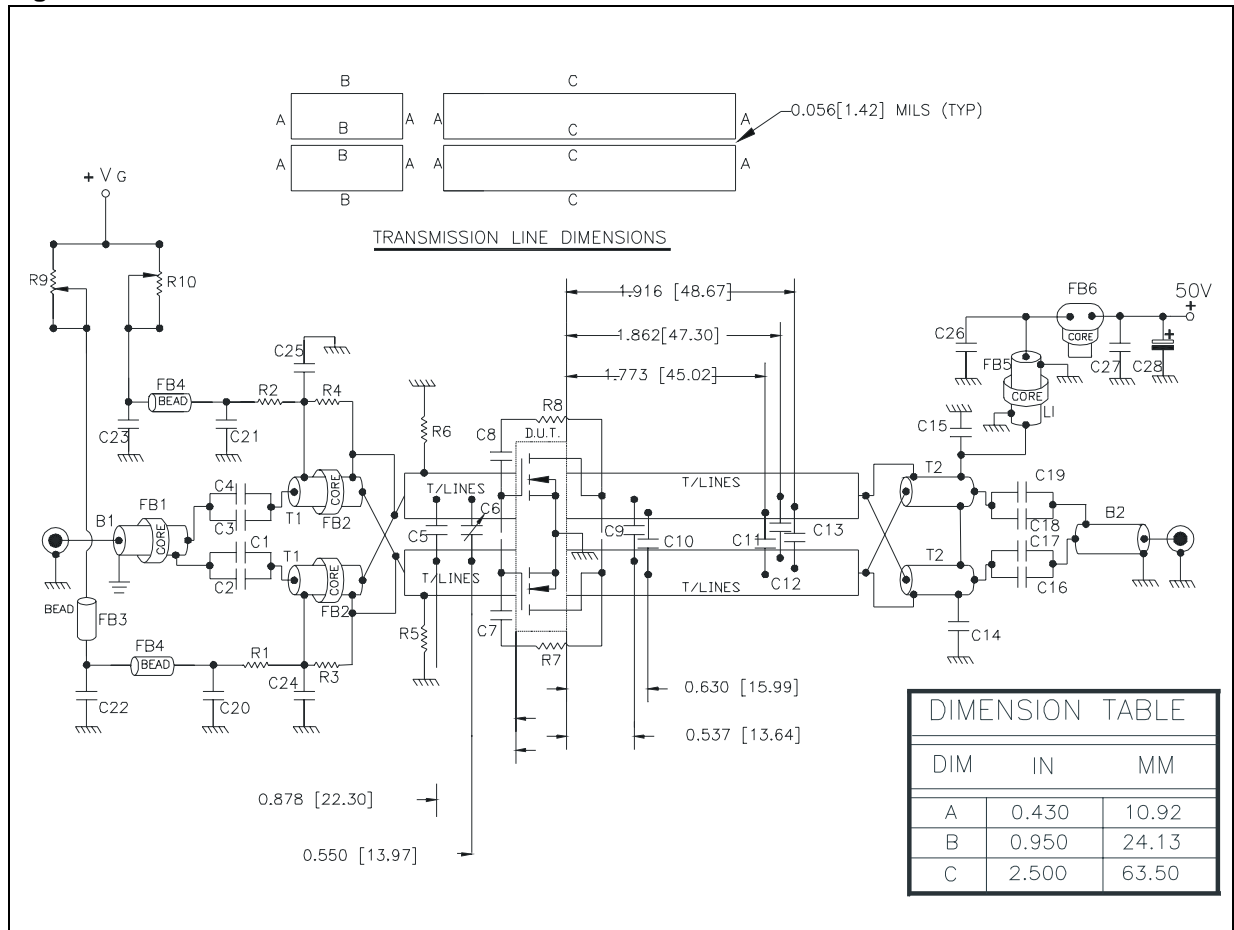 B
C
A
B
A
A
C
A
0.056[1.42] MILS (TYP)
A
B
A
A
C
A
B
C
TRANSMISSION LINE DIMENSIONS
+ V G
R9
R10
1.916 [48.67]
1.862[47.30]
1.773 [45.02]
FB6
50V
+
C26
CORE
C27
C28
+
FB5
CORE
L1
C15
C25
FB4
BEAD
R2
R4
C23
C21
R6
R8
D.U.T.
C8
C4
C3
T1
CORE
FB2
T/LINES
T/LINES
T2
C19
C18
B1
FB1
CORE
C1
C2
T1
CORE
FB2
C5
C6
C9
C10
C11
C13
C12
T/LINES
T/LINES
T2
C17
C16
B2
BEAD
FB3
FB4
BEAD
R1
R3
R5
C7
R7
C14
C22
C20
C24
0.630 [15.99]
0.537 [13.64]
0.878 [22.30]
0.550 [13.97]
DIMENSION TABLE
DIM IN MM
A 0.430 10.92
B 0.950 24.13
C 2.500 63.50